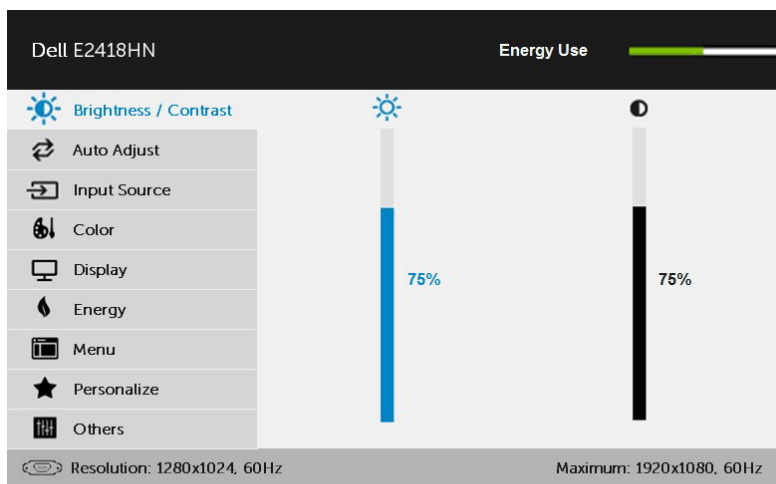 Dell E2418HN
Energy Use
Brightness / Contrast
Auto Adjust
Input Source
Color
Display
75%
75%
Energy
Menu
Personalize
Others
Resolution: 1280x1024, 60Hz
Maximum: 1920x1080, 60Hz